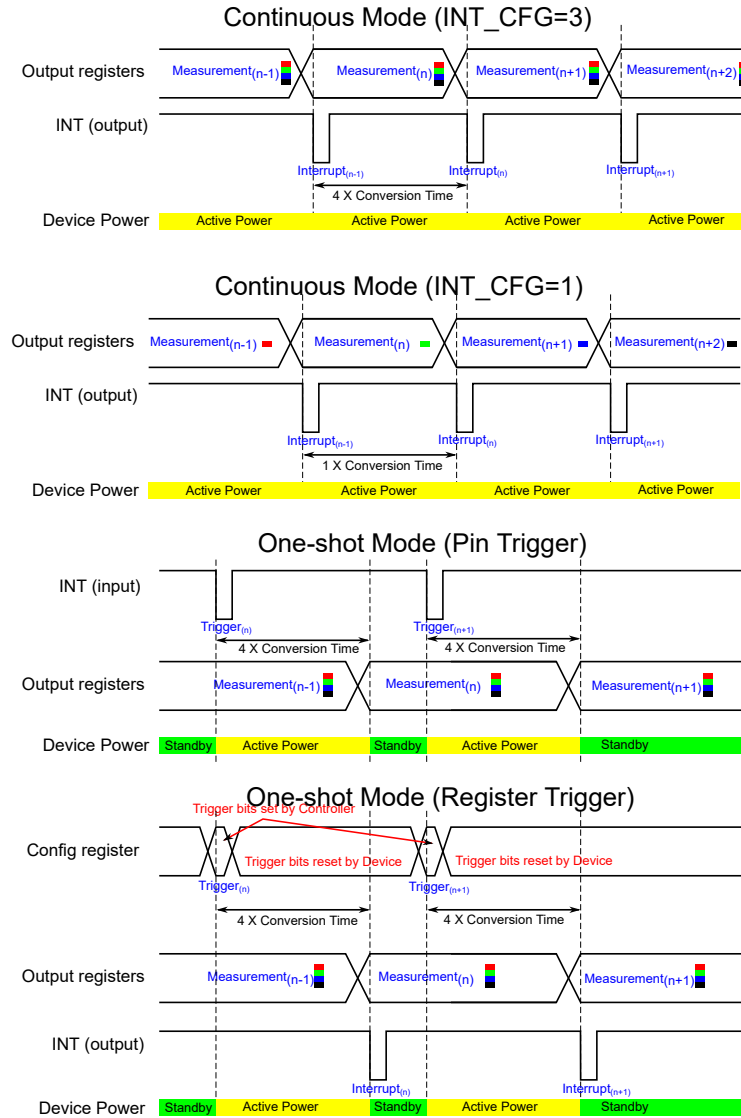 Continuous Mode (INT_CFG=3)
Output registers
Measurement(n-1)
Measurement(n)
Measurement(n+1)
Measurement(n+2)
INT (output)
Interrupt(n-1)
Interrupt(n)
Interrupt(n+1)
4 X Conversion Time
Device Power
Active Power
Active Power
Active Power
Active Power
Continuous Mode (INT_CFG=1)
Output registers
Measurement(n-1)
Measurement(n)
Measurement(n+1)
Measurement(n+2)
INT (output)
Interrupt(n-1)
Interrupt(n)
Interrupt(n+1)
1 X Conversion Time
Device Power
Active Power
Active Power
Active Power
Active Power
One-shot Mode (Pin Trigger)
INT (input)
Trigger(n)
Trigger(n+1)
4 X Conversion Time
4 X Conversion Time
Output registers
Measurement(n-1)
Measurement(n)
Measurement(n+1)
Device Power
Standby
Active Power
Standby
Active Power
Standby
One-shot Mode (Register Trigger)
Trigger bits set by Controller
Config register
Trigger bits reset by Device
Trigger bits reset by Device
Trigger(n)
Trigger(n+1)
4 X Conversion Time
4 X Conversion Time
Output registers
Measurement(n-1)
Measurement(n)
Measurement(n+1)
INT (output)
Interrupt(n)
Interrupt(n+1)
Device Power
Standby
Active Power
Standby
Active Power
Standby